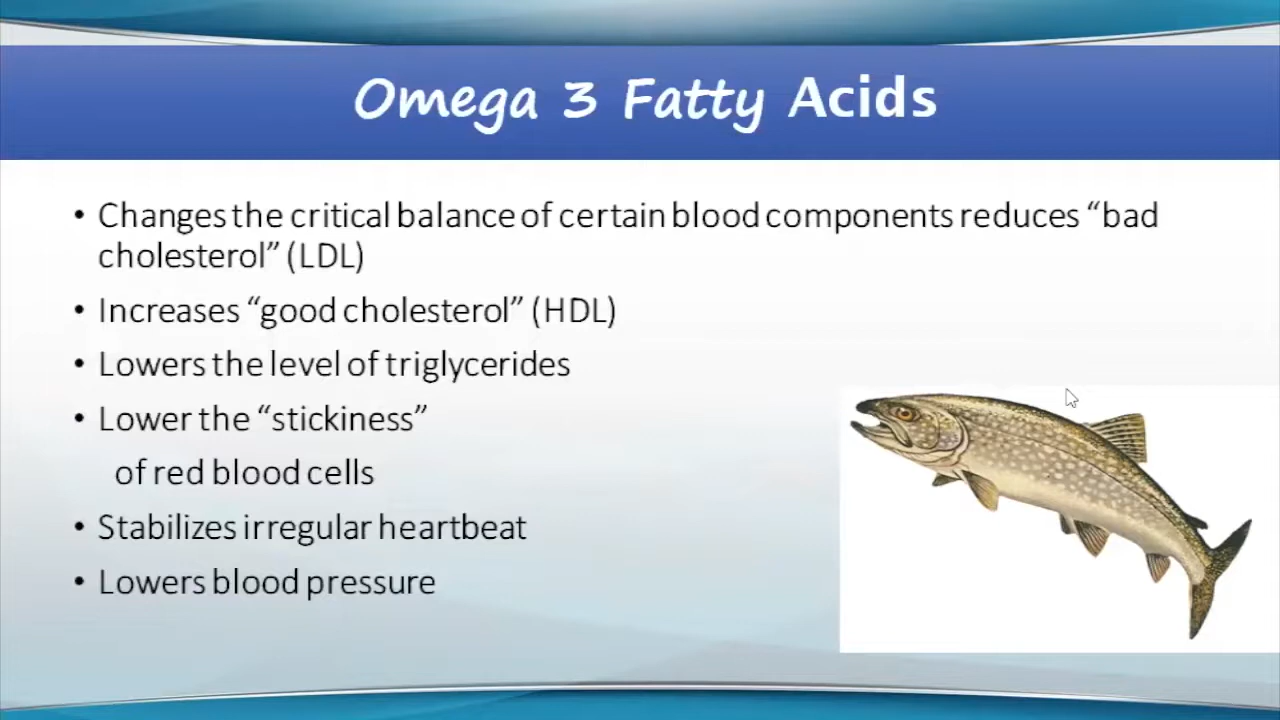 Omega 3 Fatty Acids
• Changes the critical balance of certain blood components reduces “bad
cholesterol” (LDL)
• Increases “good cholesterol” (HDL)
• Lowers the level of triglycerides
• Lower the “stickiness”
of red blood cells
• Stabilizes irregular heartbeat
• Lowers blood pressure